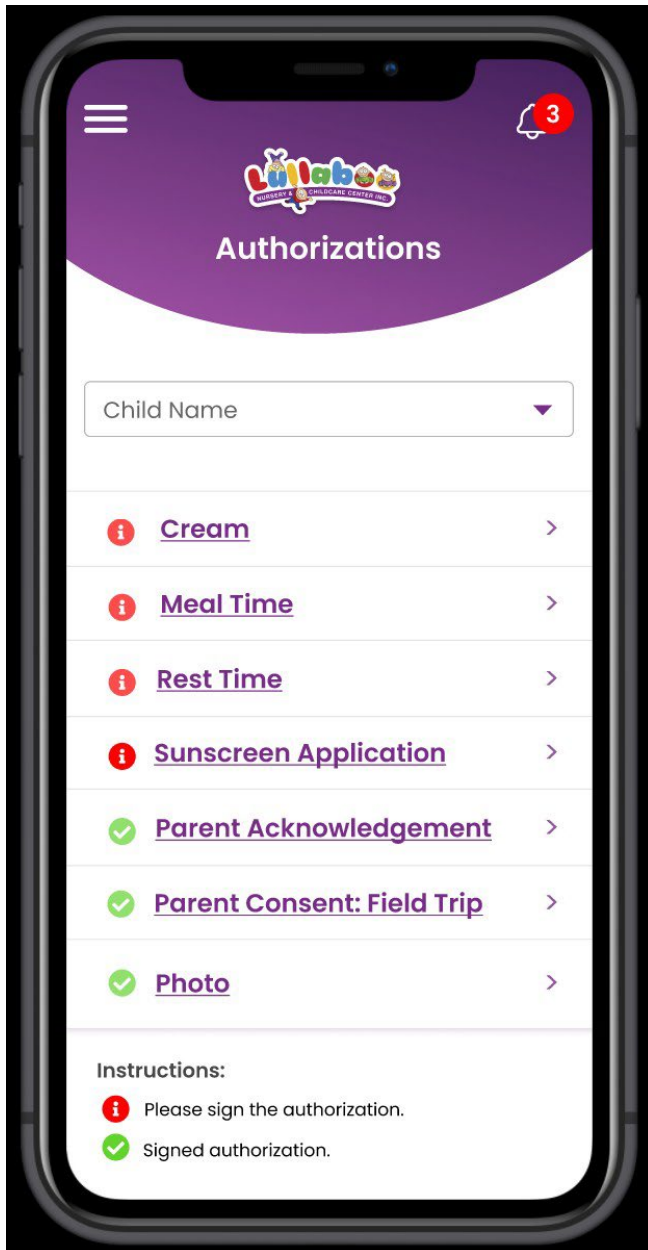 3
Lullaboo
NURSERY & CHILDCARE CENTER INC.
Authorizations
Child Name
Cream
Meal Time
Rest Time
Sunscreen Application
Parent Acknowledgement
Parent Consent: Field Trip
Photo
Instructions:
Please sign the authorization.
Signed authorization.